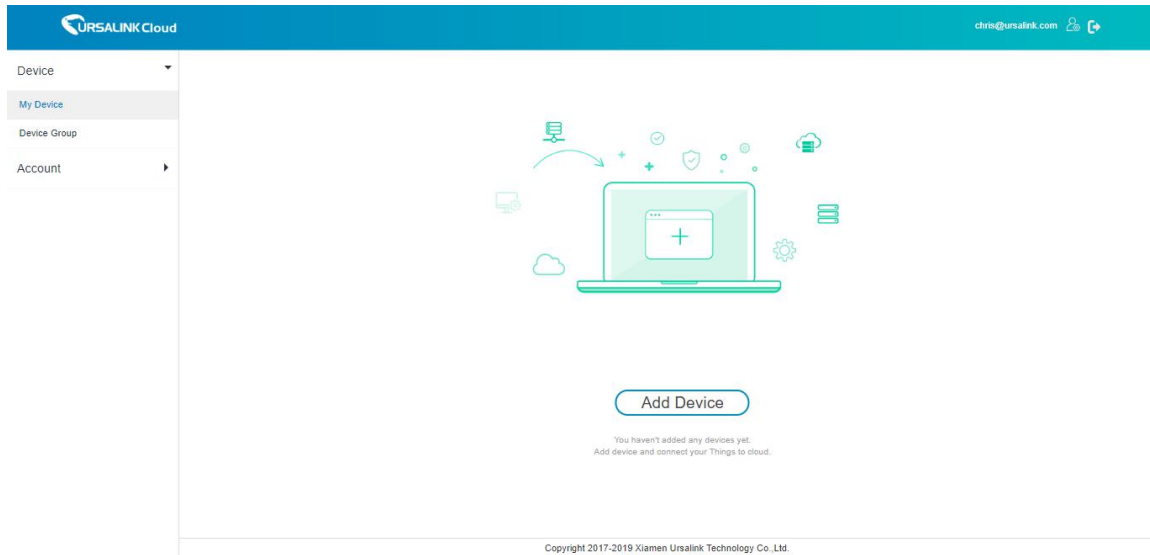 URSALINK Cloud
chris@ursalink.com
Device
My Device
Device Group
Account
Add Device
You haven't added any devices yet.
Add device and connect your Things to cloud.
Copyright 2017-2019 Xiamen Ursalink Technology Co.,Ltd.